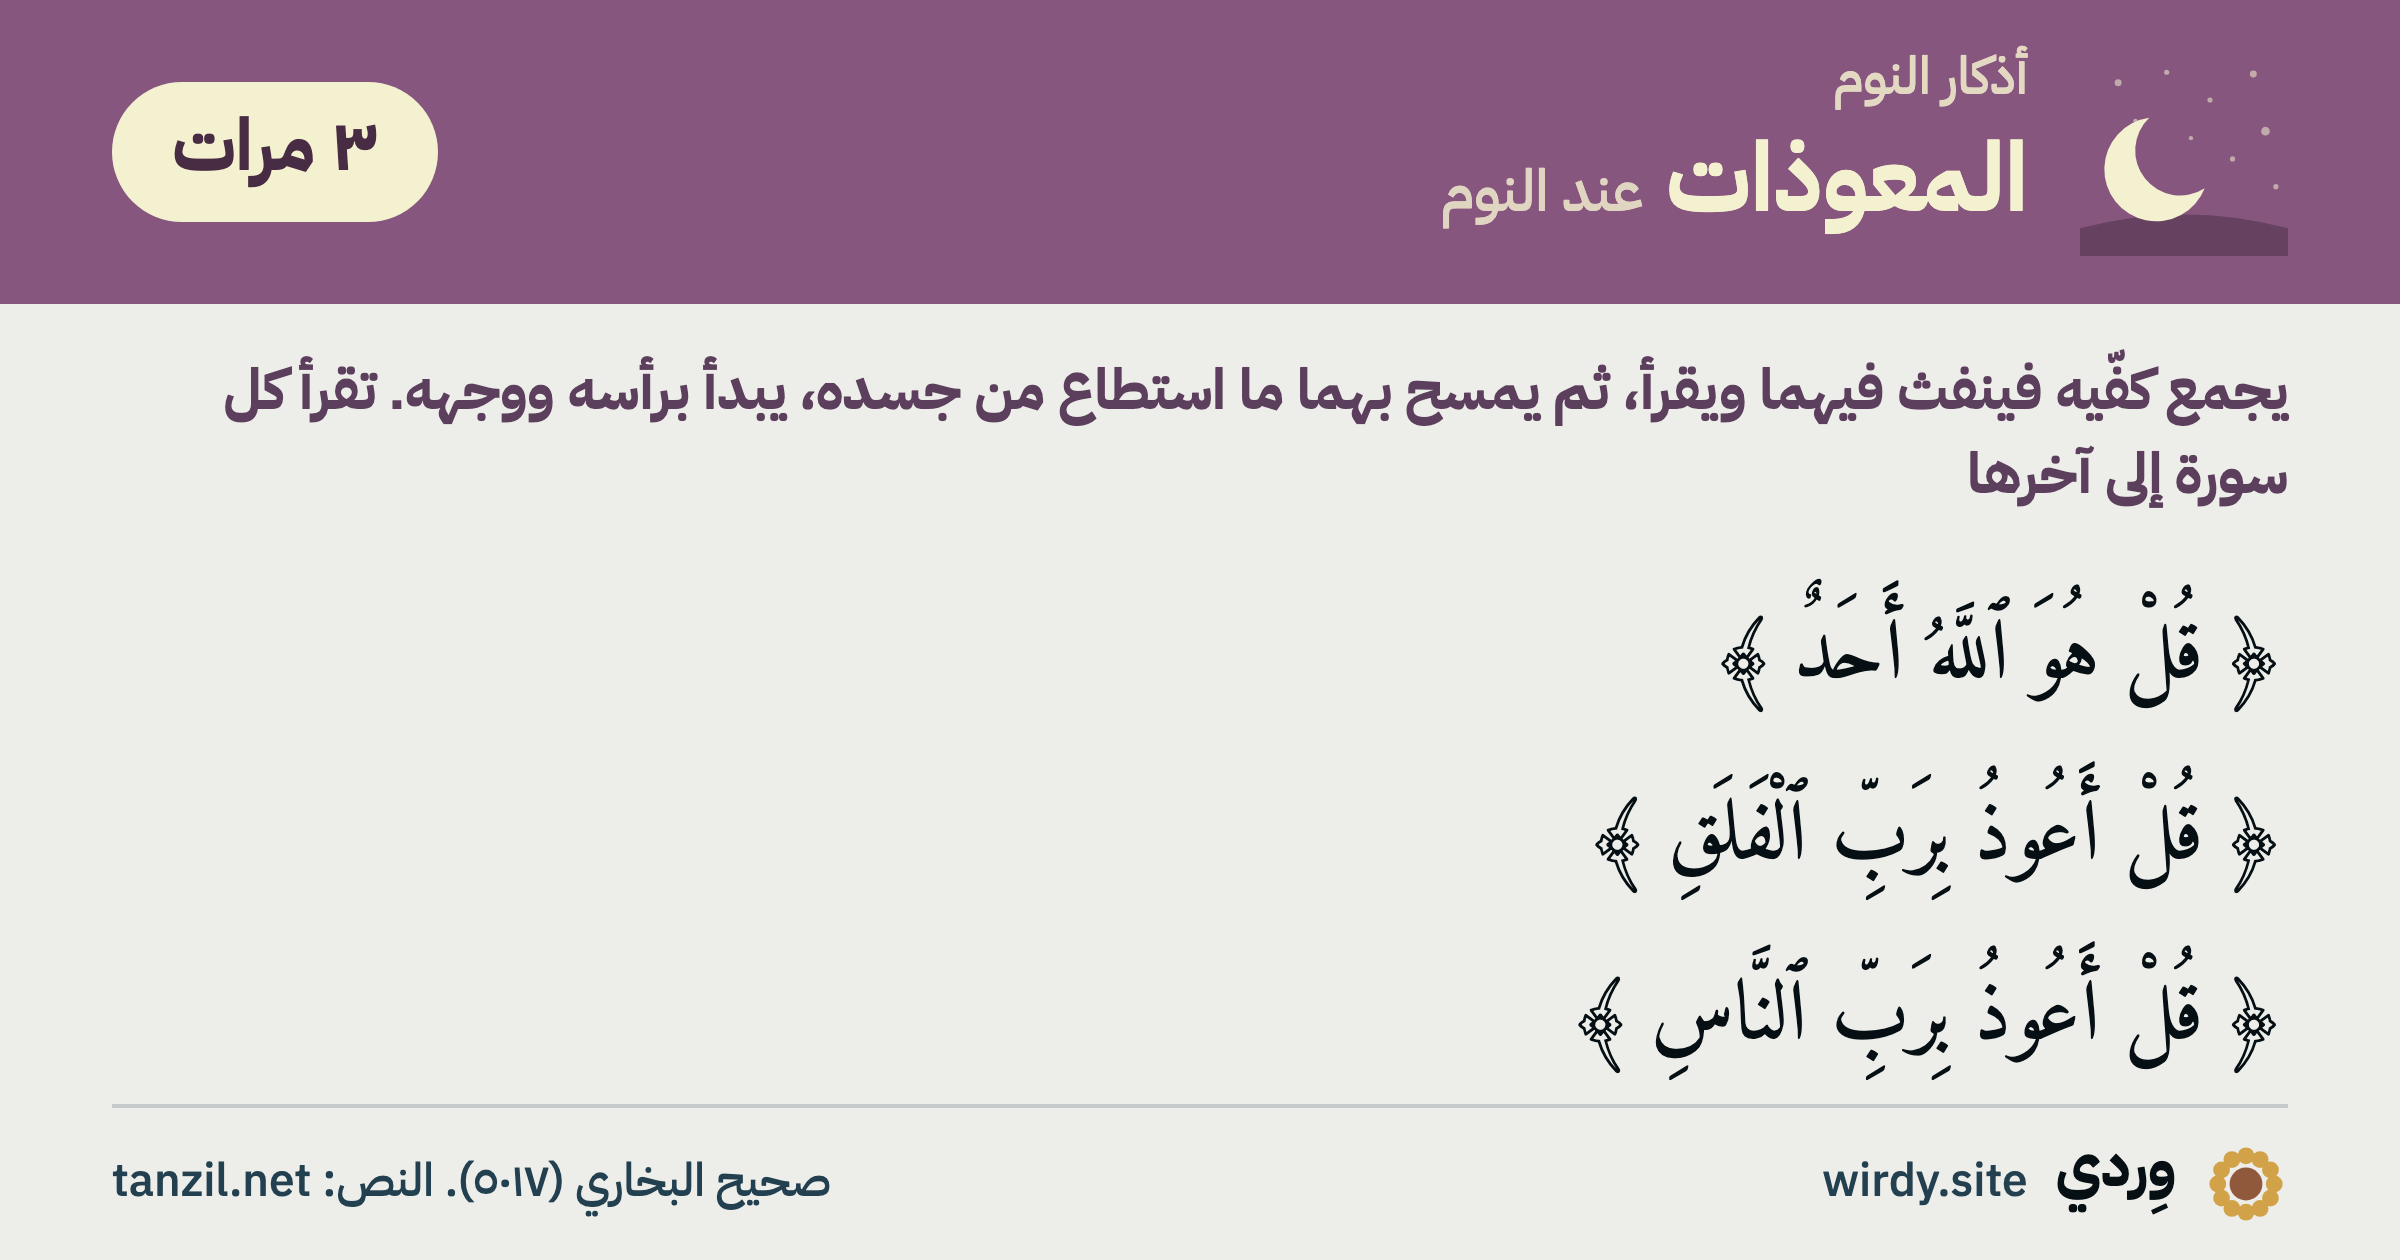 أذكار النوم
المعوذات عند النوم
٣ مرات
يجمع كفّيه فينفث فيهما ويقرأ، ثم يمسح بهما ما استطاع من جسده، يبدأ برأسه ووجهه. تقرأ كل
سورة إلى آخرها
﴿ قُلْ هُوَ ٱللَّهُ أَحَدٌ ﴾
﴿ قُلْ أَعُوذُ بِرَبِّ ٱلْفَلَقِ ﴾
﴿ قُلْ أَعُوذُ بِرَبِّ ٱلنَّاسِ ﴾
وِردي wirdy.site
صحيح البخاري (٥٠١٧). النص: tanzil.net